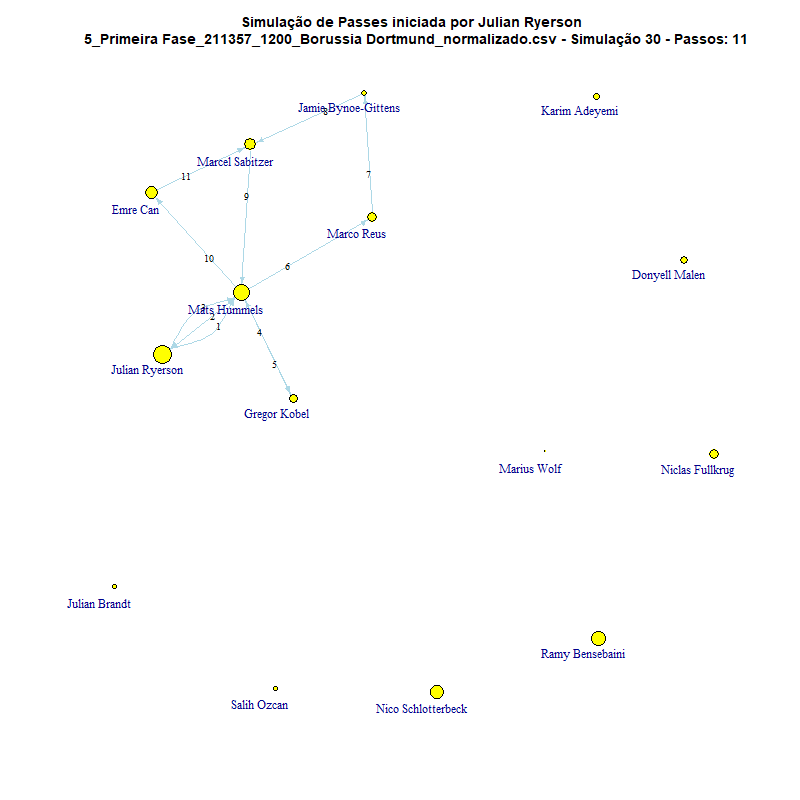 Simulação de Passes iniciada por Julian Ryerson
5_Primeira Fase_211357_1200_Borussia Dortmund_normalizado.csv - Simulação 30 - Passos: 11
Jamie Bynoe-Gittens
8
Karim Adeyemi
Marcel Sabitzer
11
7
9
Emre Can
Marco Reus
10
6
Donyell Malen
Mats Hummels
3
2
1
4
5
Julian Ryerson
Gregor Kobel
Marius Wolf
Niclas Fullkrug
Julian Brandt
Ramy Bensebaini
Salih Ozcan
Nico Schlotterbeck